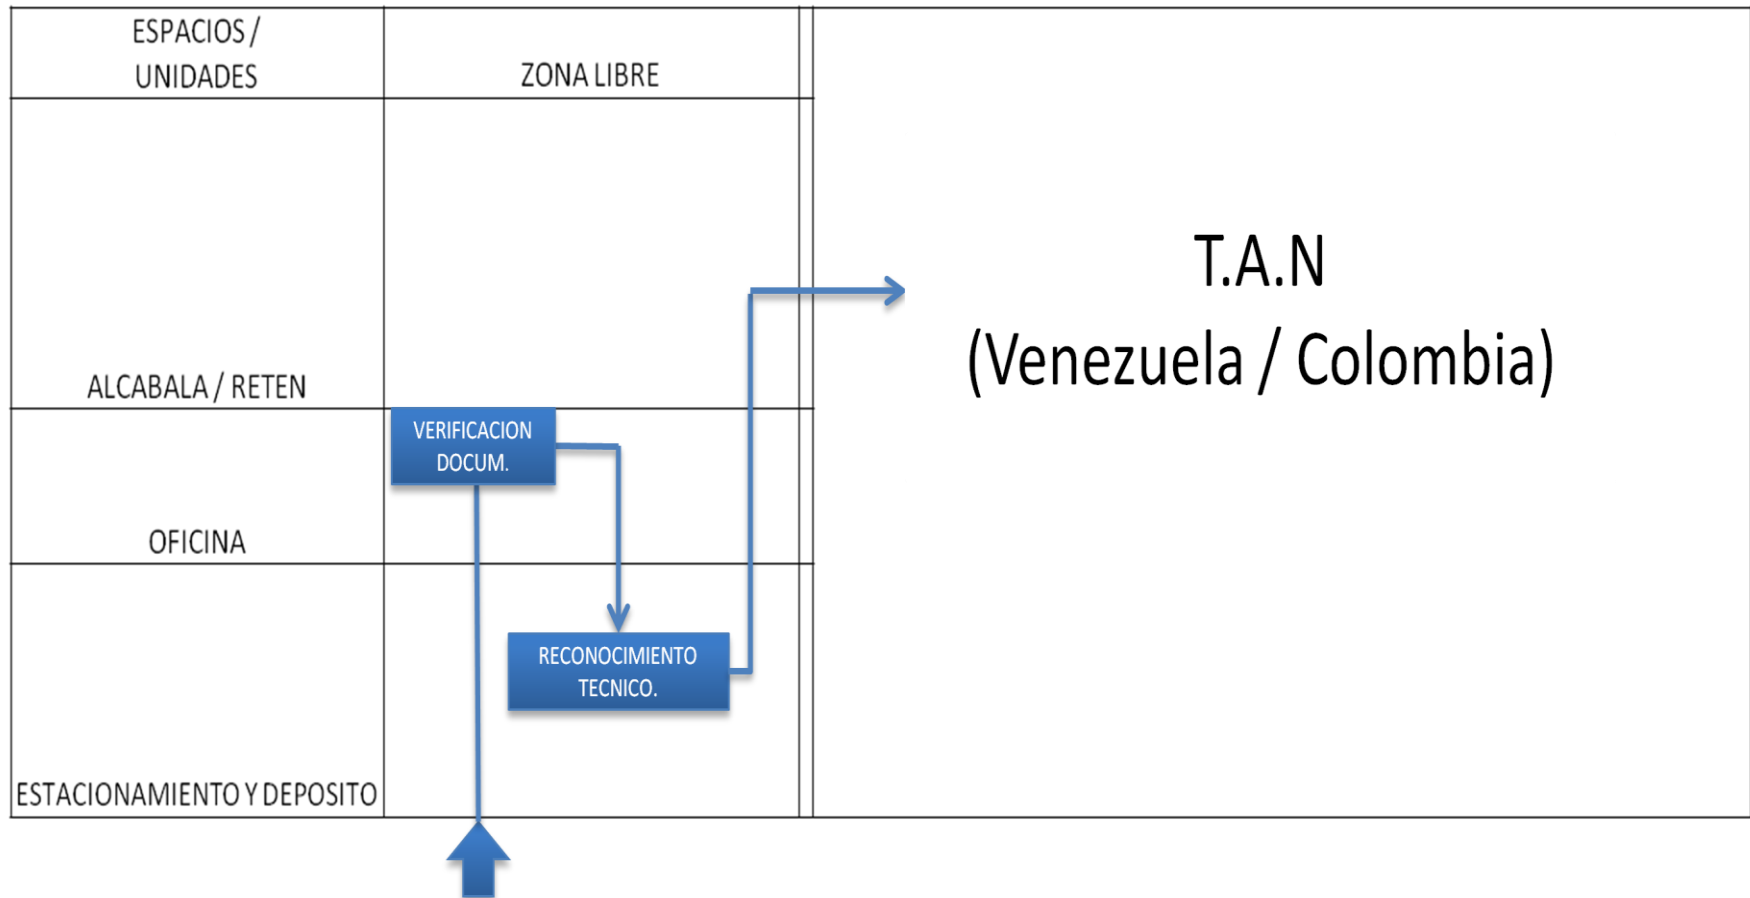 ESPACIOS /
UNIDADES
ZONA LIBRE
T.A.N
(Venezuela / Colombia)
ALCABALA / RETEN
VERIFICACION
DOCUM.
OFICINA
RECONOCIMIENTO
TECNICO.
ESTACIONAMIENTO Y DEPOSITO